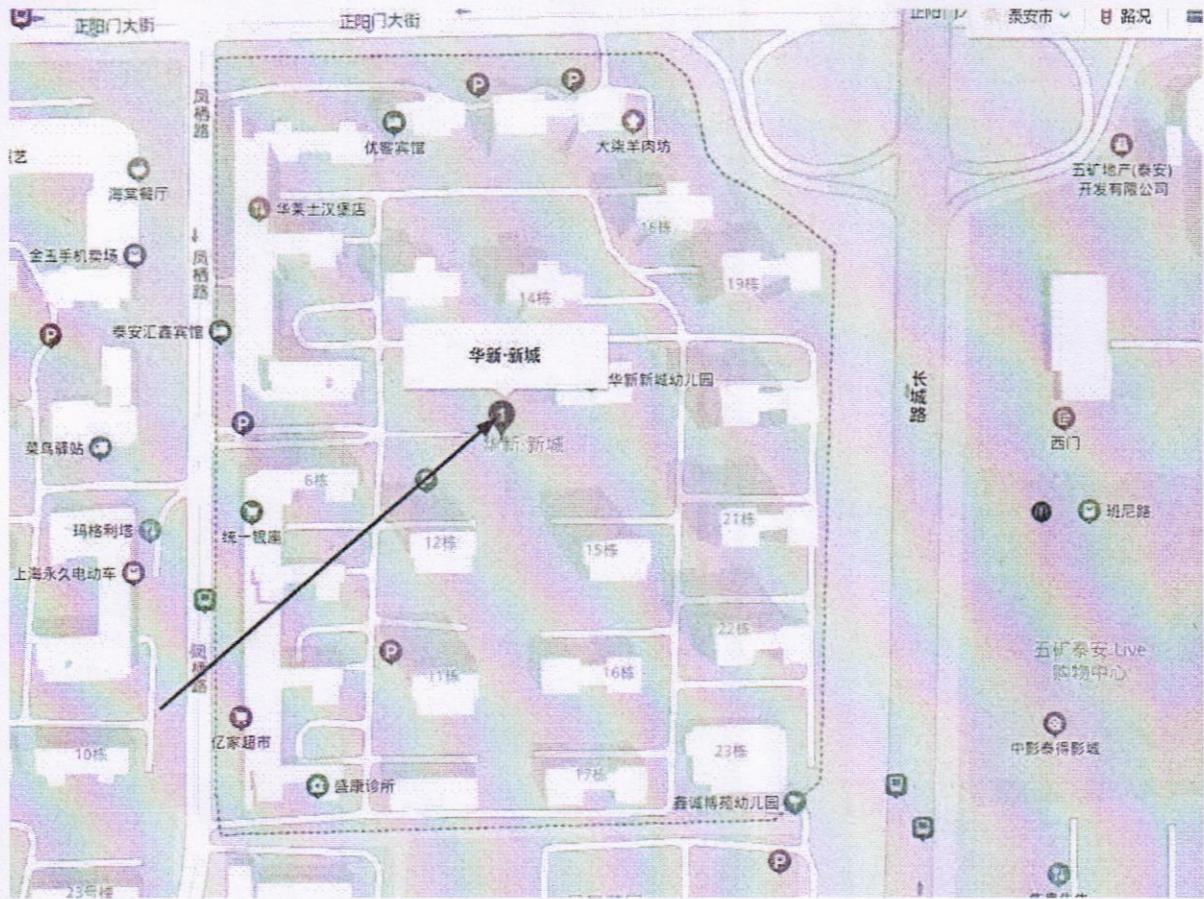 正阳门大街
正阳门大街
泰安市
路况
凤栖路
P
P
优客宾馆
大柒羊肉坊
五矿地产(泰安)
开发有限公司
海棠餐厅
华莱士汉堡店
金玉手机卖场
凤栖路
14栋
19栋
P
泰安汇鑫宾馆
华新·新城
华新新城幼儿园
长城路
P
华新·新城
西门
菜鸟驿站
6栋
统一银座
班尼路
玛格利塔
12栋
15栋
21栋
上海永久电动车
22栋
凤栖路
P
11栋
16栋
五矿泰安·Live
购物中心
亿家超市
10栋
23栋
中影泰得影城
盛康诊所
17栋
鑫诚博苑幼儿园
P
23号楼